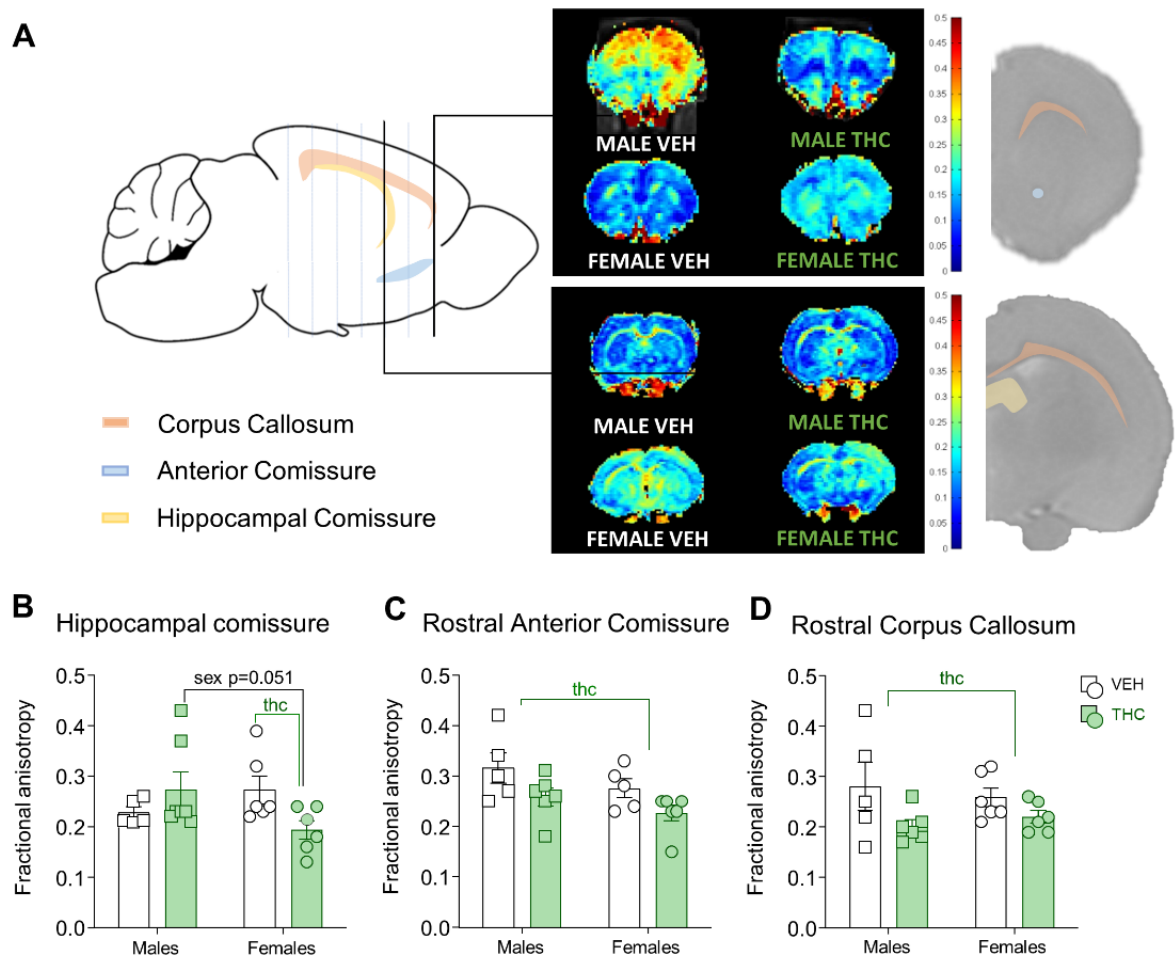 A
MALE VEH
MALE THC
FEMALE VEH
FEMALE THC
0.5
0.45
0.4
0.35
0.3
0.25
0.2
0.15
0.1
0.05
0
MALE VEH
MALE THC
FEMALE VEH
FEMALE THC
0.5
0.45
0.4
0.35
0.3
0.25
0.2
0.15
0.1
0.05
0
Corpus Callosum
Anterior Comissure
Hippocampal Comissure
B
Hippocampal comissure
Fractional anisotropy
0.5
0.4
0.3
0.2
0.1
0.0
sex p=0.051
thc
Males
Females
C
Rostral Anterior Comissure
Fractional anisotropy
0.5
0.4
0.3
0.2
0.1
0.0
thc
Males
Females
D
Rostral Corpus Callosum
Fractional anisotropy
0.5
0.4
0.3
0.2
0.1
0.0
thc
Males
Females
VEH
THC